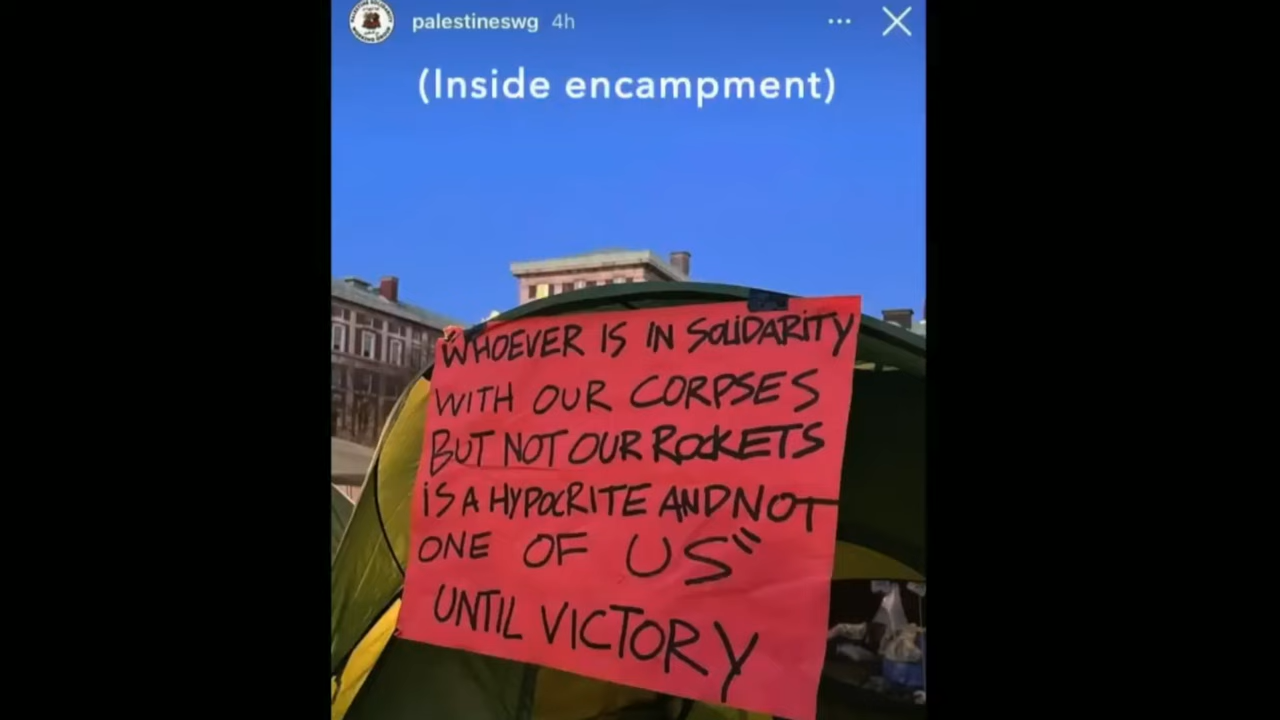 palestineswg 4h
(Inside encampment)
WHOEVER IS IN SOLIDARITY
WITH OUR CORPSES
BUT NOT OUR ROCKETS
IS A HYPOCRITE AND NOT
ONE OF US"
UNTIL VICTORY